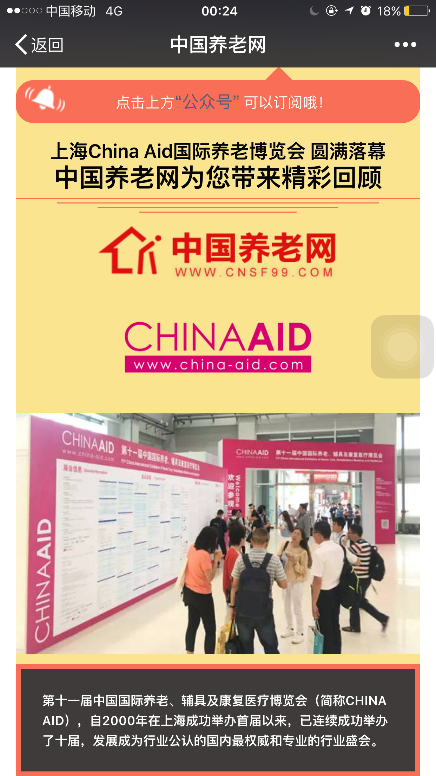 中国移动 4G 00:24 18%
返回 中国养老网
点击上方“公众号” 可以订阅哦!
上海China Aid国际养老博览会 圆满落幕
中国养老网为您带来精彩回顾
中国养老网
WWW.CNSF99.COM
CHINAAID
www.china-aid.com
CHINAAID
china-aid.com
第十一届中国国际养老、辅具及康复医疗博览会
CHINAAID
第十一届中国国际养老、辅具及康复医疗博览会
欢迎参观
Welcome
CHINAAID
第十一届中国国际养老、辅具及康复医疗博览会（简称CHINA
AID），自2000年在上海成功举办首届以来，已连续成功举办
了十届，发展成为行业公认的国内最权威和专业的行业盛会。